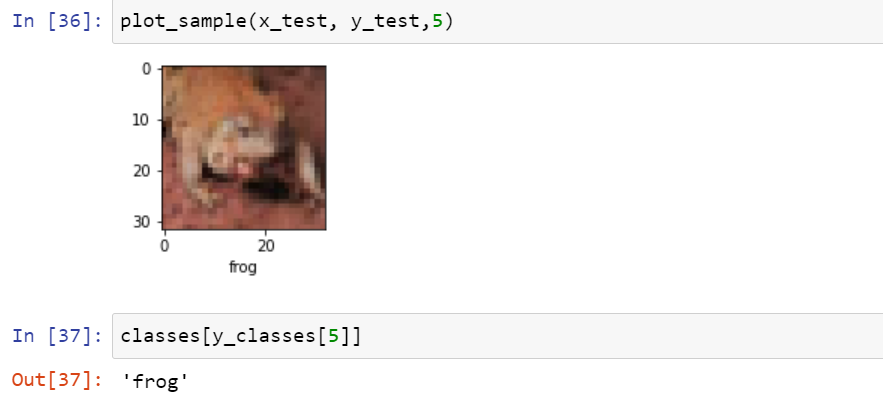 In [36]: plot_sample(x_test, y_test,5)
0
10
20
30
0 20
frog
In [37]: classes[y_classes[5]]
Out[37]: 'frog'